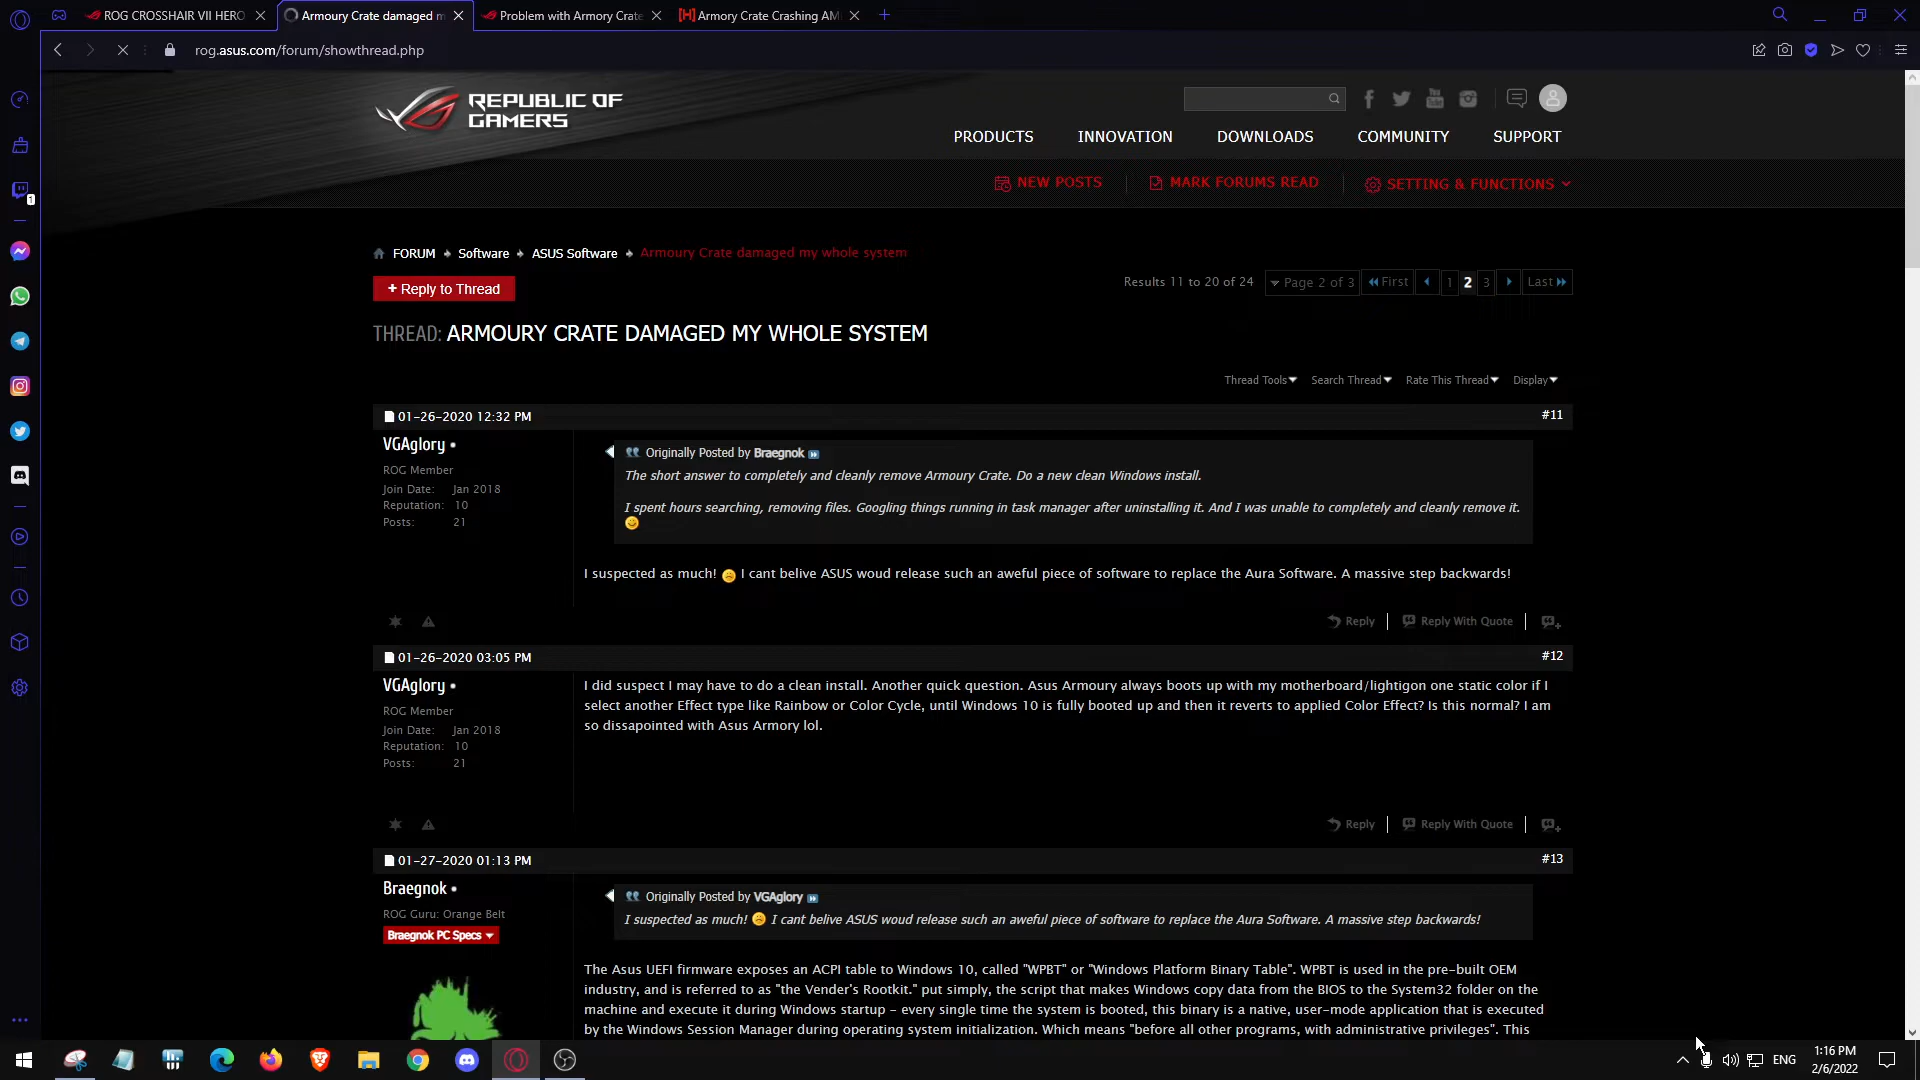 ROG CROSSHAIR VII HERO
Armoury Crate damaged m
Problem with Armory Crate
Armory Crate Crashing AM
rog.asus.com/forum/showthread.php
REPUBLIC OF
GAMERS
PRODUCTS
INNOVATION
DOWNLOADS
COMMUNITY
SUPPORT
NEW POSTS
MARK FORUMS READ
SETTING & FUNCTIONS
1
FORUM
Software
ASUS Software
Armoury Crate damaged my whole system
+ Reply to Thread
Results 11 to 20 of 24
Page 2 of 3
First
1
2
3
Last
THREAD: ARMOURY CRATE DAMAGED MY WHOLE SYSTEM
Thread Tools
Search Thread
Rate This Thread
Display
01-26-2020 12:32 PM
#11
VGAglory
ROG Member
Join Date: Jan 2018
Reputation: 10
Posts: 21
Originally Posted by Braegnok
The short answer to completely and cleanly remove Armoury Crate. Do a new clean Windows install.
I spent hours searching, removing files. Googling things running in task manager after uninstalling it. And I was unable to completely and cleanly remove it.
I suspected as much! I cant belive ASUS woud release such an aweful piece of software to replace the Aura Software. A massive step backwards!
Reply
Reply With Quote
01-26-2020 03:05 PM
#12
VGAglory
ROG Member
Join Date: Jan 2018
Reputation: 10
Posts: 21
I did suspect I may have to do a clean install. Another quick question. Asus Armoury always boots up with my motherboard/lightigon one static color if I
select another Effect type like Rainbow or Color Cycle, until Windows 10 is fully booted up and then it reverts to applied Color Effect? Is this normal? I am
so dissapointed with Asus Armory lol.
Reply
Reply With Quote
01-27-2020 01:13 PM
#13
Braegnok
ROG Guru: Orange Belt
Braegnok PC Specs
Originally Posted by VGAglory
I suspected as much! I cant belive ASUS woud release such an aweful piece of software to replace the Aura Software. A massive step backwards!
The Asus UEFI firmware exposes an ACPI table to Windows 10, called "WPBT" or "Windows Platform Binary Table". WPBT is used in the pre-built OEM
industry, and is referred to as "the Vender's Rootkit." put simply, the script that makes Windows copy data from the BIOS to the System32 folder on the
machine and execute it during Windows startup - every single time the system is booted, this binary is a native, user-mode application that is executed
by the Windows Session Manager during operating system initialization. Which means "before all other programs, with administrative privileges". This
ENG
1:16 PM
2/6/2022